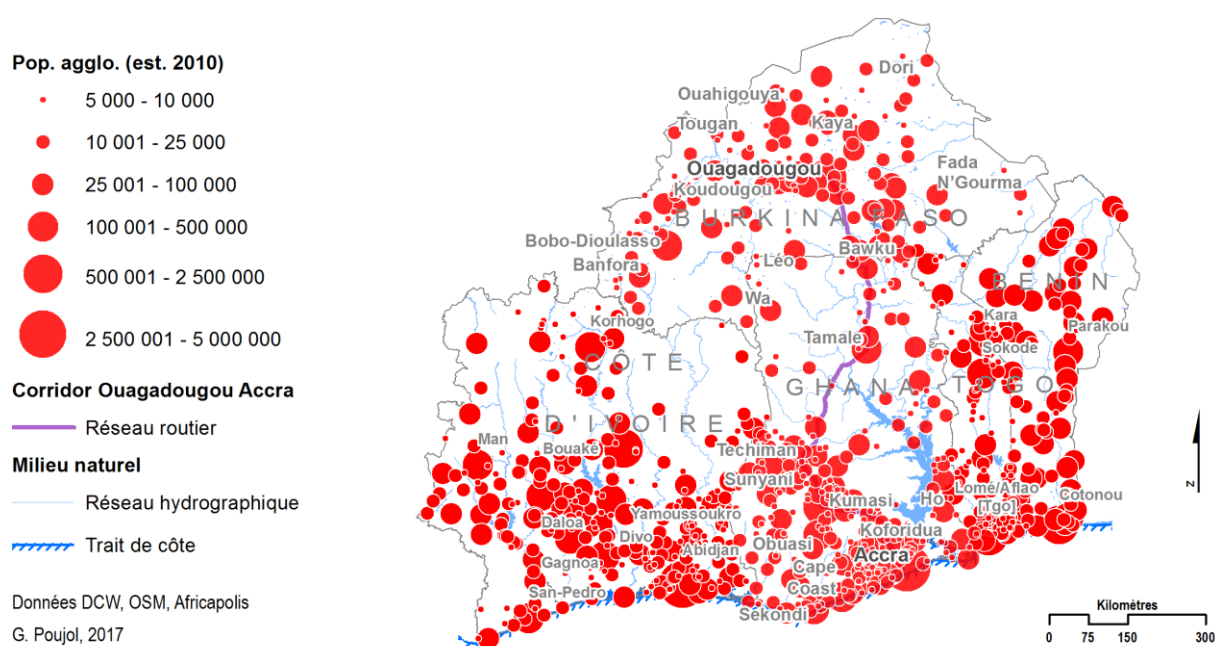 Pop. agglo. (est. 2010)
5 000 - 10 000
10 001 - 25 000
25 001 - 100 000
100 001 - 500 000
500 001 - 2 500 000
2 500 001 - 5 000 000
Corridor Ouagadougou Accra
Réseau routier
Milieu naturel
Réseau hydrographique
Trait de côte
Données DCW, OSM, Africapolis
G. Poujol, 2017
Dori
Ouahigouya
Tougan
Kaya
Ouagadougou
Fada
N'Gourma
Koudougou
BURKINA FASO
Bobo-Dioulasso
Bawku
Banfora
Léo
BENIN
Wa
Kara
Korhogo
Parakou
Tamale
Sokode
CÔTE
GHANA
TOGO
D'IVOIRE
Man
Bouaké
Techiman
Sunyani
Lome/Aflao
[Tgo]
Cotonou
Kumasi
Ho
Yamoussoukro
Daloa
Koforidua
Divo
Obuasi
Abidjan
Accra
Gagnoa
Cape
Coast
San-Pedro
Sekondi
N
Kilomètres
0 75 150 300